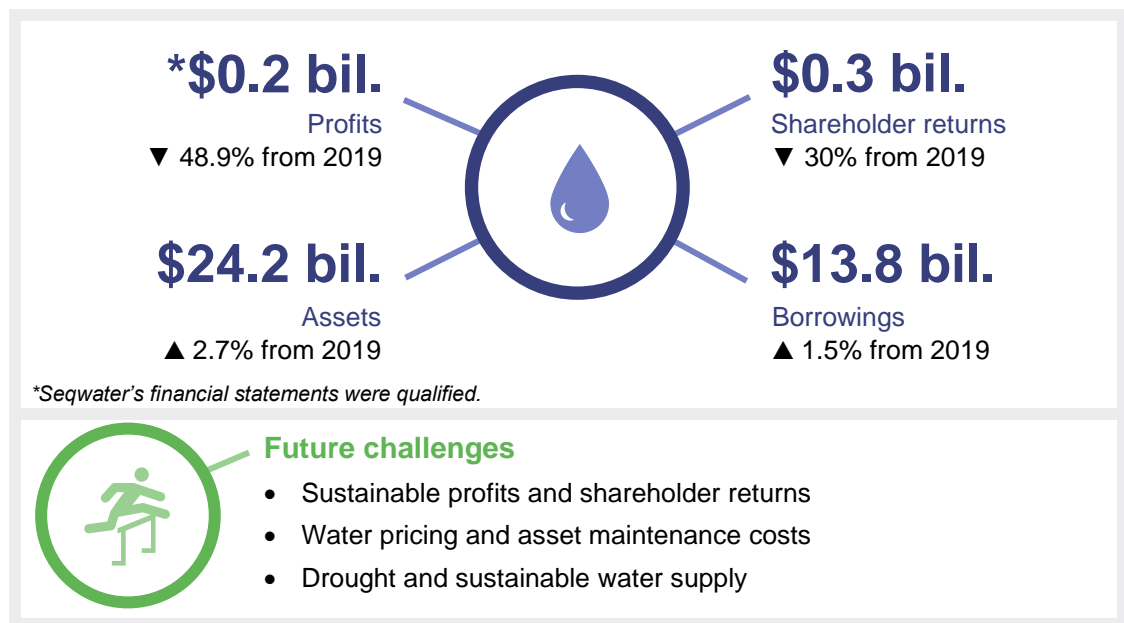 *$0.2 bil.
Profits
▼ 48.9% from 2019
$0.3 bil.
Shareholder returns
▼ 30% from 2019
$24.2 bil.
Assets
▲ 2.7% from 2019
$13.8 bil.
Borrowings
▲ 1.5% from 2019
*Seqwater's financial statements were qualified.
Future challenges
• Sustainable profits and shareholder returns
• Water pricing and asset maintenance costs
• Drought and sustainable water supply